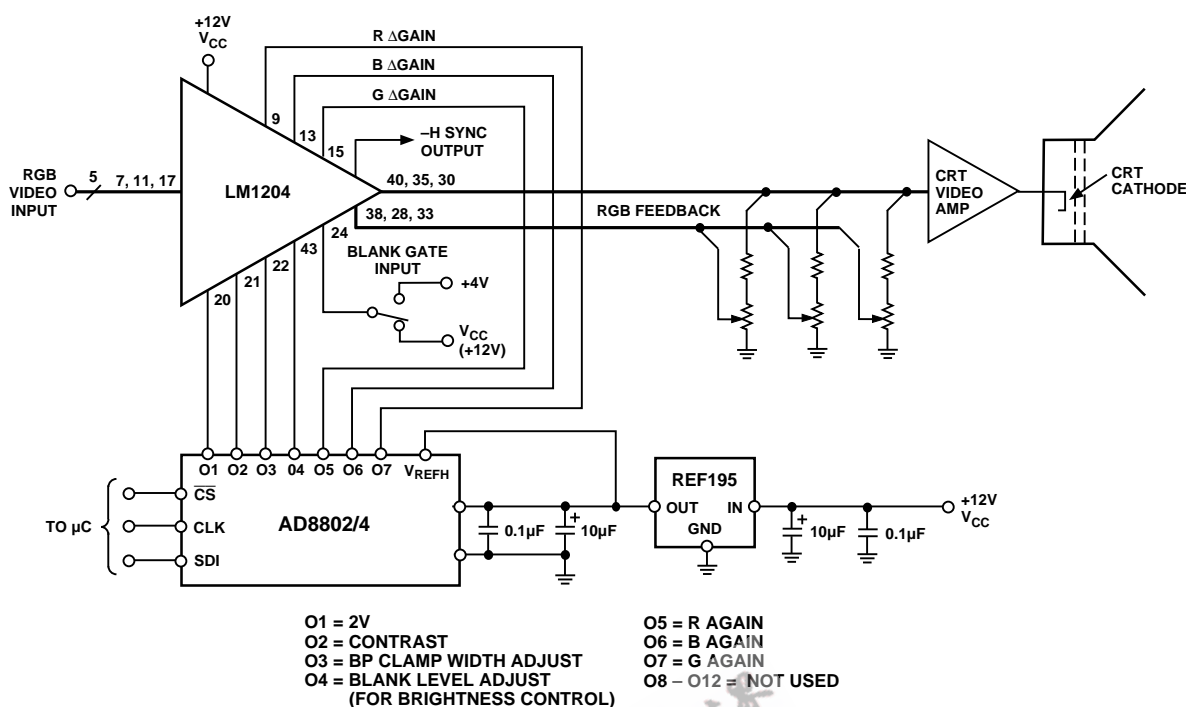 +12V
VCC
R ΔGAIN
B ΔGAIN
G ΔGAIN
9
13
15
–H SYNC
OUTPUT
RGB
VIDEO
INPUT
5
7, 11, 17
LM1204
40, 35, 30
38, 28, 33
RGB FEEDBACK
CRT
VIDEO
AMP
CRT
CATHODE
24
43
22
21
20
BLANK GATE
INPUT
+4V
VCC
(+12V)
O1 O2 O3 04 O5 O6 O7 VREFH
TO µC
CS
CLK
SDI
AD8802/4
0.1µF
10µF
+
REF195
OUT IN
GND
+
10µF
0.1µF
+12V
VCC
O1 = 2V
O2 = CONTRAST
O3 = BP CLAMP WIDTH ADJUST
O4 = BLANK LEVEL ADJUST
(FOR BRIGHTNESS CONTROL)
O5 = R AGAIN
O6 = B AGAIN
O7 = G AGAIN
O8 – O12 = NOT USED